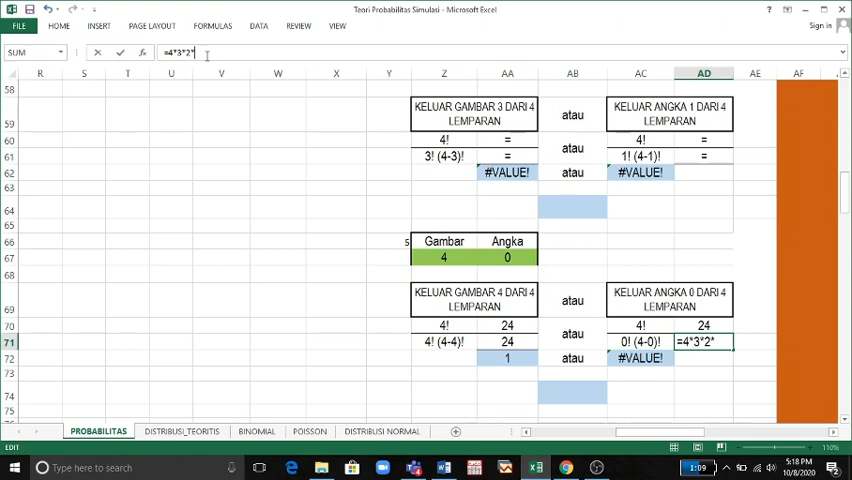 Teori Probabilitas Simulasi - Microsoft Excel
FILE HOME INSERT PAGE LAYOUT FORMULAS DATA REVIEW VIEW Sign in
SUM =4*3*2*
R S T U V W X Y Z AA AB AC AD AE AF
58
59 KELUAR GAMBAR 3 DARI 4 LEMPARAN atau KELUAR ANGKA 1 DARI 4 LEMPARAN
60 4! = atau 4! =
61 3! (4-3)! = 1! (4-1)! =
62 #VALUE! atau #VALUE!
63
64
65
66 5 Gambar Angka
67 4 0
68
69 KELUAR GAMBAR 4 DARI 4 LEMPARAN atau KELUAR ANGKA 0 DARI 4 LEMPARAN
70 4! 24 atau 4! 24
71 4! (4-4)! 24 0! (4-0)! =4*3*2*
72 1 atau #VALUE!
73
74
75
PROBABILITAS DISTRIBUSI_TEORITIS BINOMIAL POISSON DISTRIBUSI NORMAL
EDIT 110%
Type here to search 1:09 5:18 PM
10/8/2020